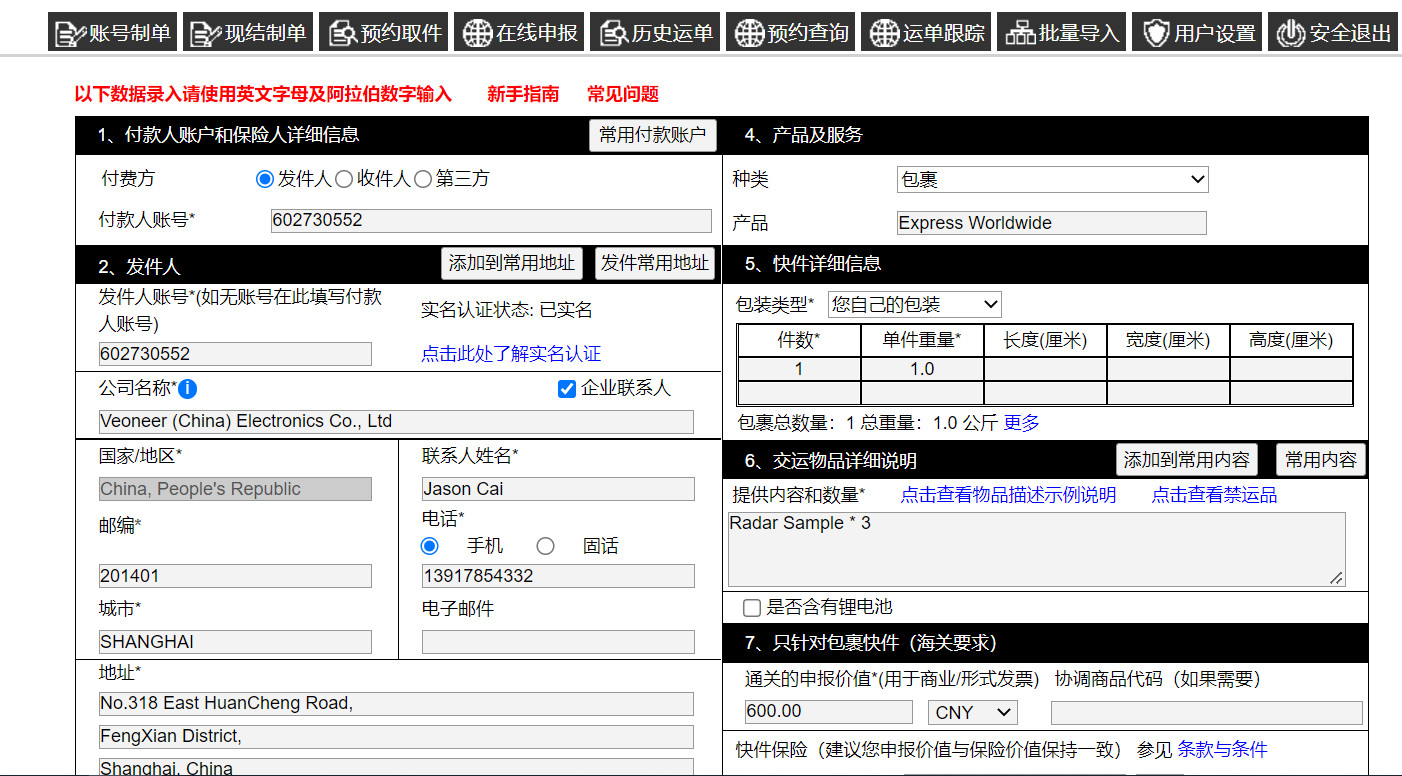 账号制单 现结制单 预约取件 在线申报 历史运单 预约查询 运单跟踪 批量导入 用户设置 安全退出
以下数据录入请使用英文字母及阿拉伯数字输入 新手指南 常见问题
1、付款人账户和保险人详细信息 常用付款账户
付费方 发件人 收件人 第三方
付款人账号* 602730552
2、发件人 添加到常用地址 发件常用地址
发件人账号*(如无账号在此填写付款
人账号)
实名认证状态: 已实名
602730552 点击此处了解实名认证
公司名称* 企业联系人
Veoneer (China) Electronics Co., Ltd
国家/地区* 联系人姓名*
China, People's Republic Jason Cai
邮编* 电话*
手机 固话
201401 13917854332
城市* 电子邮件
SHANGHAI
地址*
No.318 East HuanCheng Road,
FengXian District,
Shanghai, China
4、产品及服务
种类 包裹
产品 Express Worldwide
5、快件详细信息
包装类型* 您自己的包装
件数* 单件重量* 长度(厘米) 宽度(厘米) 高度(厘米)
1 1.0
包裹总数量：1 总重量：1.0 公斤 更多
6、交运物品详细说明 添加到常用内容 常用内容
提供内容和数量* 点击查看物品描述示例说明 点击查看禁运品
Radar Sample * 3
是否含有锂电池
7、只针对包裹快件（海关要求）
通关的申报价值*(用于商业/形式发票) 协调商品代码（如果需要）
600.00 CNY
快件保险（建议您申报价值与保险价值保持一致） 参见 条款与条件